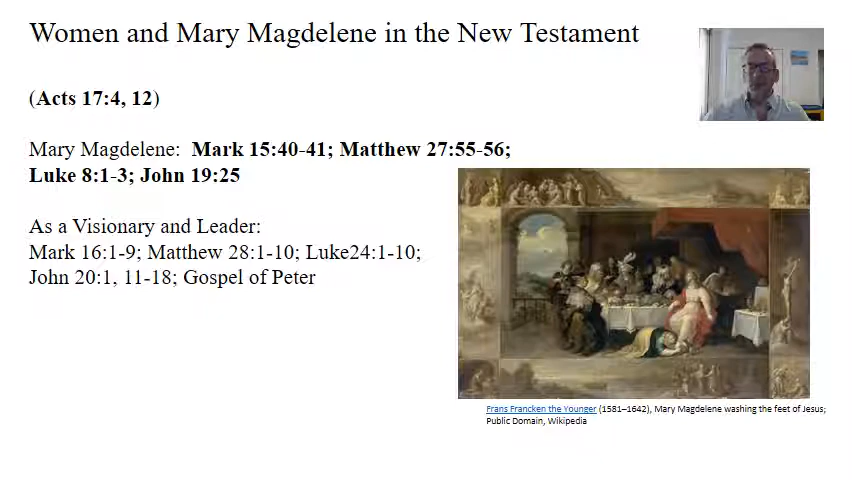 Women and Mary Magdelene in the New Testament
(Acts 17:4, 12)
Mary Magdelene: Mark 15:40-41; Matthew 27:55-56;
Luke 8:1-3; John 19:25
As a Visionary and Leader:
Mark 16:1-9; Matthew 28:1-10; Luke24:1-10;
John 20:1, 11-18; Gospel of Peter
Frans Francken the Younger (1581–1642), Mary Magdelene washing the feet of Jesus;
Public Domain, Wikipedia